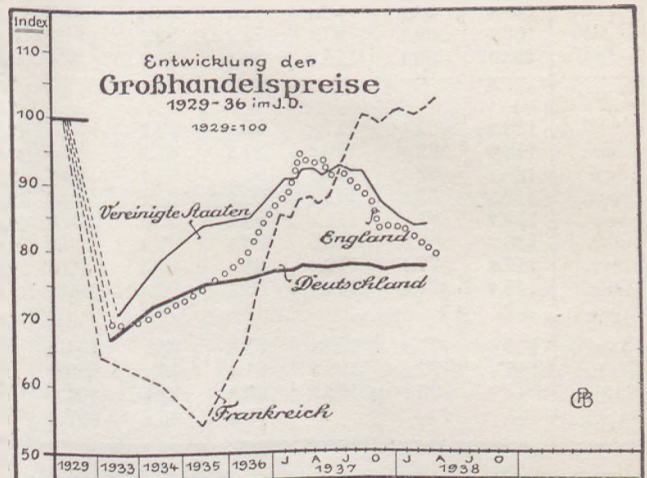 Index
Entwicklung der
Großhandelspreise
1929-36 im J.D.
1929=100
110
100
90
80
70
60
50
Vereinigte Staaten
England
Deutschland
Frankreich
1929 1933 1934 1935 1936 J A J O J A J O
1937 1938